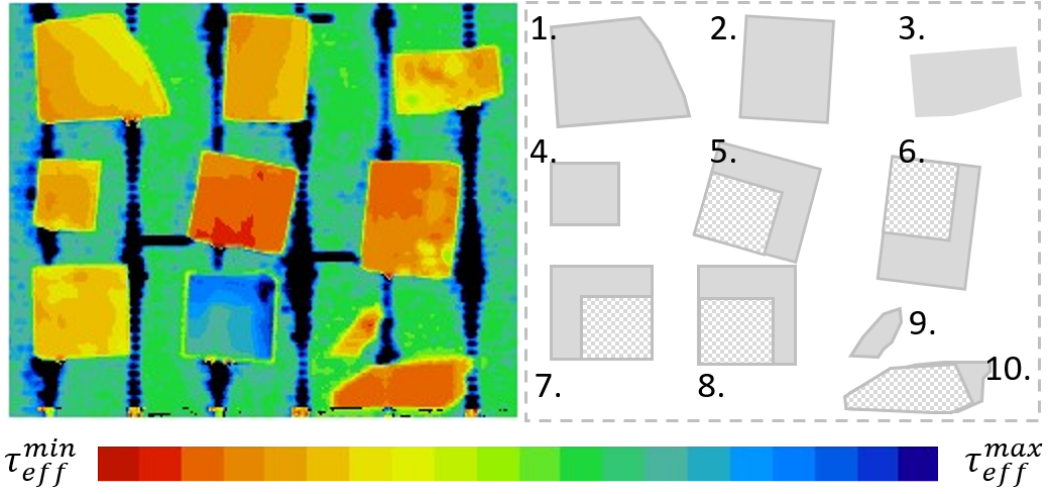 1. 2. 3.
4. 5. 6.
9.
10.
7. 8.
τ_eff^min τ_eff^max